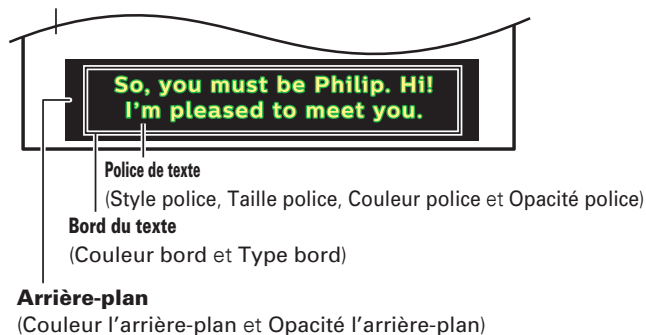 So, you must be Philip. Hi!
I’m pleased to meet you.
Police de texte
(Style police, Taille police, Couleur police et Opacité police)
Bord du texte
(Couleur bord et Type bord)
Arrière-plan
(Couleur l’arrière-plan et Opacité l’arrière-plan)